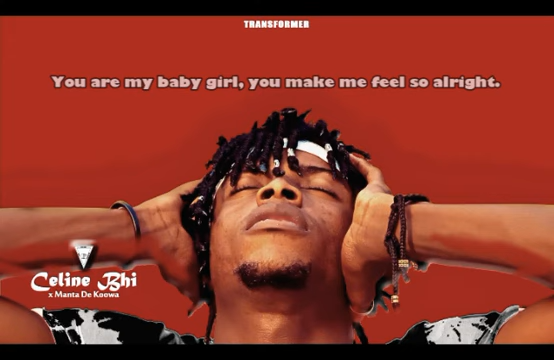 TRANSFORMER
You are my baby girl, you make me feel so alright.
Celine Bhi
x Manta De Koowa